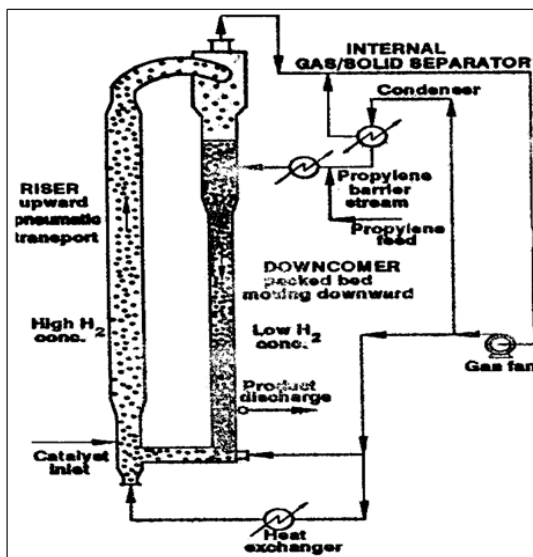 INTERNAL
GAS/SOLID SEPARATOR
Condenser
RISER
upward
pneumatic
transport
Propylene
barrier
stream
Propylene
feed
DOWNCOMER
packed bed
moving downward
High H2
conc.
Low H2
conc.
Gas fan
Product
discharge
Catalyst
inlet
Heat
exchanger